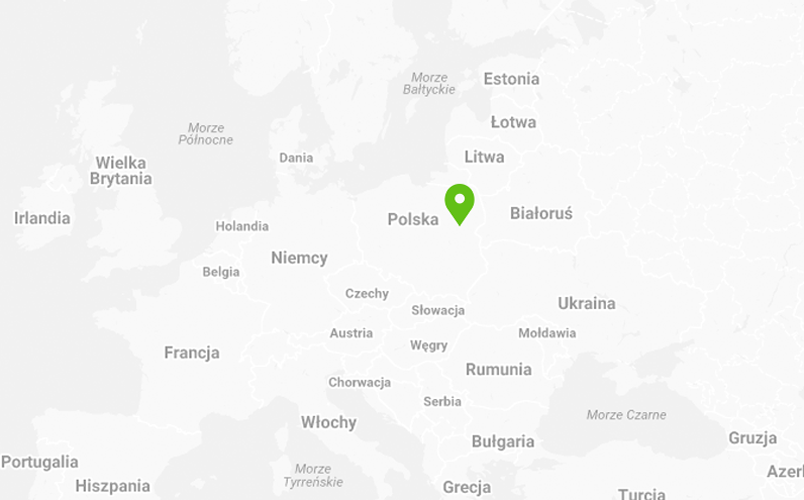 Morze
Bałtyckie
Estonia
Łotwa
Morze
Północne
Litwa
Dania
Wielka
Brytania
Irlandia
Polska
Białoruś
Holandia
Niemcy
Belgia
Czechy
Słowacja
Ukraina
Austria
Mołdawia
Węgry
Francja
Rumunia
Chorwacja
Serbia
Morze Czarne
Włochy
Bułgaria
Gruzja
Portugalia
Morze
Tyrreńskie
Hiszpania
Grecja
Turcja
Azerb